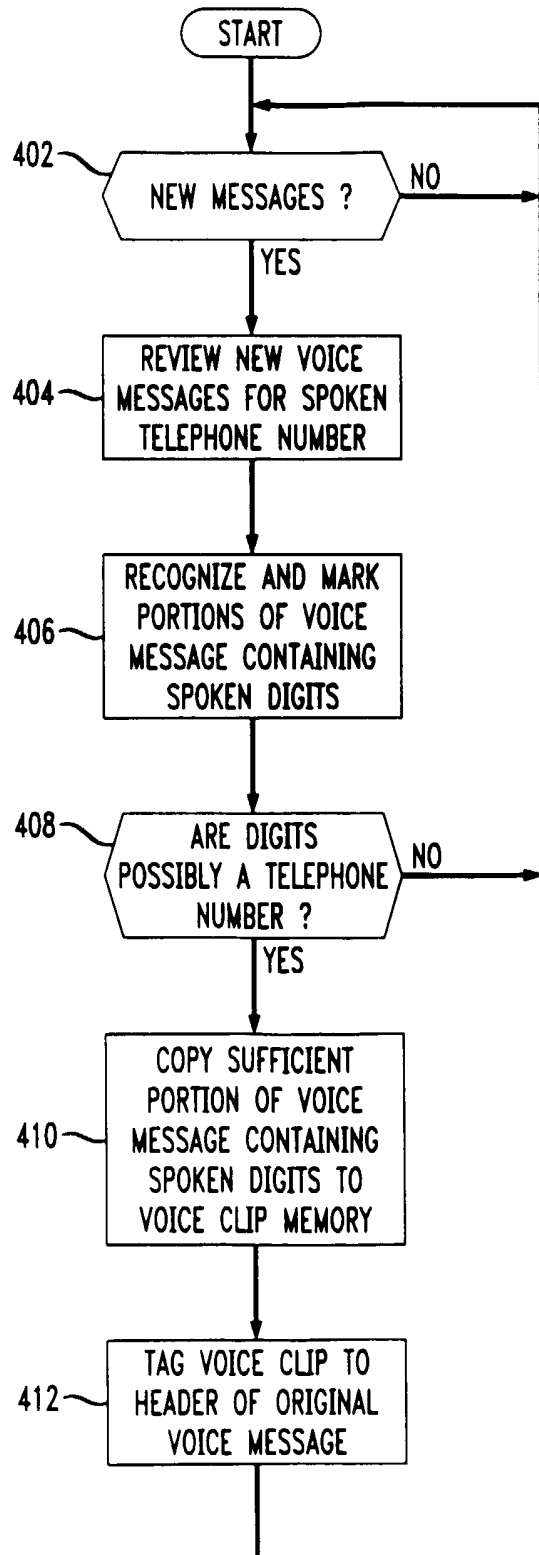 START
402
NEW MESSAGES ?
NO
YES
404
REVIEW NEW VOICE
MESSAGES FOR SPOKEN
TELEPHONE NUMBER
406
RECOGNIZE AND MARK
PORTIONS OF VOICE
MESSAGE CONTAINING
SPOKEN DIGITS
408
ARE DIGITS
POSSIBLY A TELEPHONE
NUMBER ?
NO
YES
410
COPY SUFFICIENT
PORTION OF VOICE
MESSAGE CONTAINING
SPOKEN DIGITS TO
VOICE CLIP MEMORY
412
TAG VOICE CLIP TO
HEADER OF ORIGINAL
VOICE MESSAGE